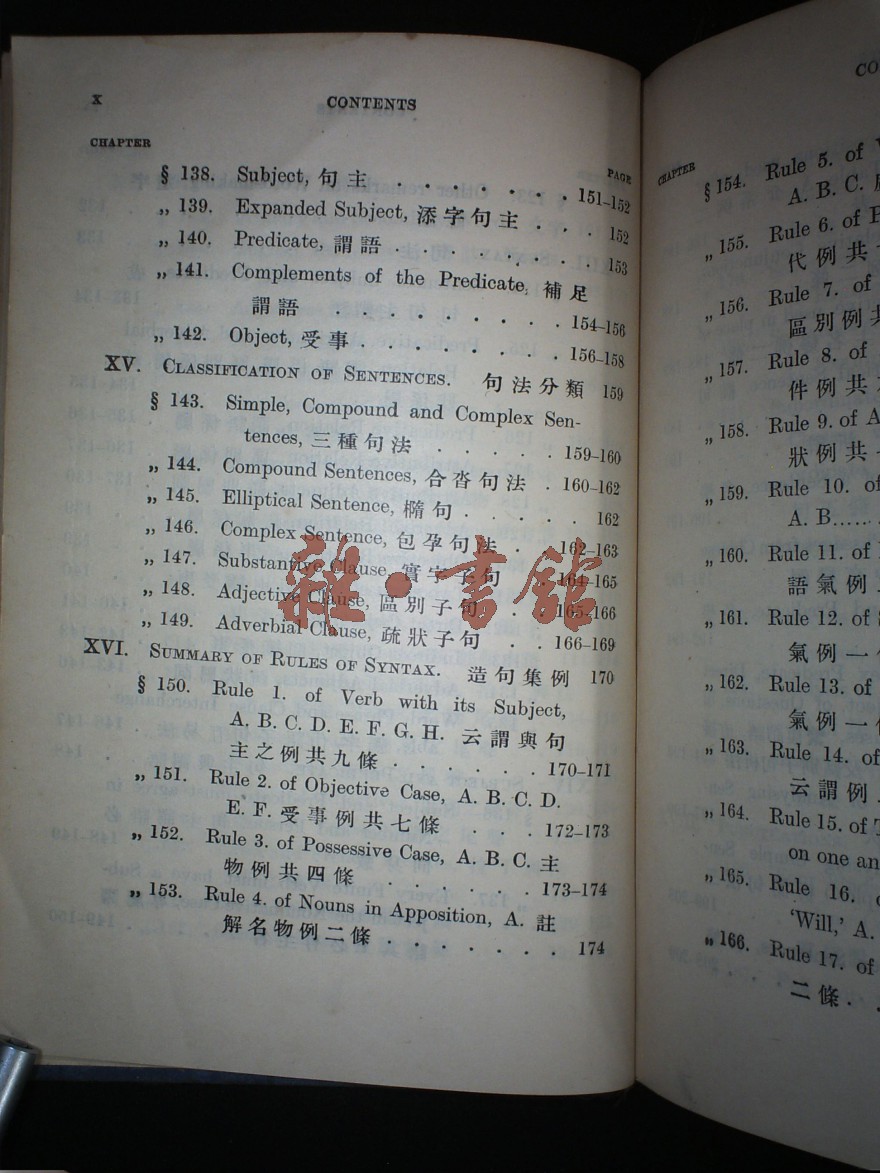 X CONTENTS
CHAPTER PAGE
§ 138. Subject, 句主 . . . . . . . 151–152
„ 139. Expanded Subject, 添字句主 . . . 152
„ 140. Predicate, 謂語 . . . . . . 153
„ 141. Complements of the Predicate, 補足
謂語 . . . . . . . . . 154–156
„ 142. Object, 受事 . . . . . . . 156–158
XV. CLASSIFICATION OF SENTENCES. 句法分類 159
§ 143. Simple, Compound and Complex Sen-
tences, 三種句法 . . . . . 159–160
„ 144. Compound Sentences, 合沓句法 . 160–162
„ 145. Elliptical Sentence, 橢句 . . . . . 162
„ 146. Complex Sentence, 包孕句法 . . 162–163
„ 147. Substantive Clause, 實字子句 . 164–165
„ 148. Adjective Clause, 區別子句 . . 165–166
„ 149. Adverbial Clause, 疏狀子句 . . 166–169
XVI. SUMMARY OF RULES OF SYNTAX. 造句集例 170
§ 150. Rule 1. of Verb with its Subject,
A. B. C. D. E. F. G. H. 云謂與句
主之例共九條 . . . . . . 170–171
„ 151. Rule 2. of Objective Case, A. B. C. D.
E. F. 受事例共七條 . . . 172–173
„ 152. Rule 3. of Possessive Case, A. B. C. 主
物例共四條 . . . . . . 173–174
„ 153. Rule 4. of Nouns in Apposition, A. 註
解名物例二條 . . . . . . 174
雜·書館
CO
CHAPTER
§ 154. Rule 5. of
A. B. C.
„ 155. Rule 6. of
代例共
„ 156. Rule 7. of
區別例共
„ 157. Rule 8. of
件例共
„ 158. Rule 9. of A
狀例共
„ 159. Rule 10. of
A. B......
„ 160. Rule 11. of
語氣例
„ 161. Rule 12. of
氣例一
„ 162. Rule 13. of
氣例一
„ 163. Rule 14. of
云謂例
„ 164. Rule 15. of
on one an
„ 165. Rule 16.
'Will,' A.
„ 166. Rule 17. of
二條 .